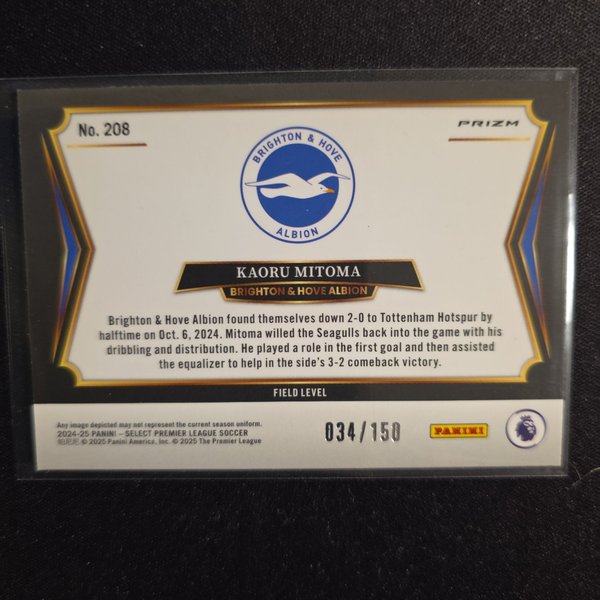 No. 208
PRIZM
BRIGHTON & HOVE
ALBION
KAORU MITOMA
BRIGHTON & HOVE ALBION
Brighton & Hove Albion found themselves down 2-0 to Tottenham Hotspur by
halftime on Oct. 6, 2024. Mitoma willed the Seagulls back into the game with his
dribbling and distribution. He played a role in the first goal and then assisted
the equalizer to help in the side's 3-2 comeback victory.
FIELD LEVEL
Any image depicted may not represent the current season uniform.
2024-25 PANINI – SELECT PREMIER LEAGUE SOCCER
© 2025 Panini America, Inc. © 2025 The Premier League
034/150
PANINI